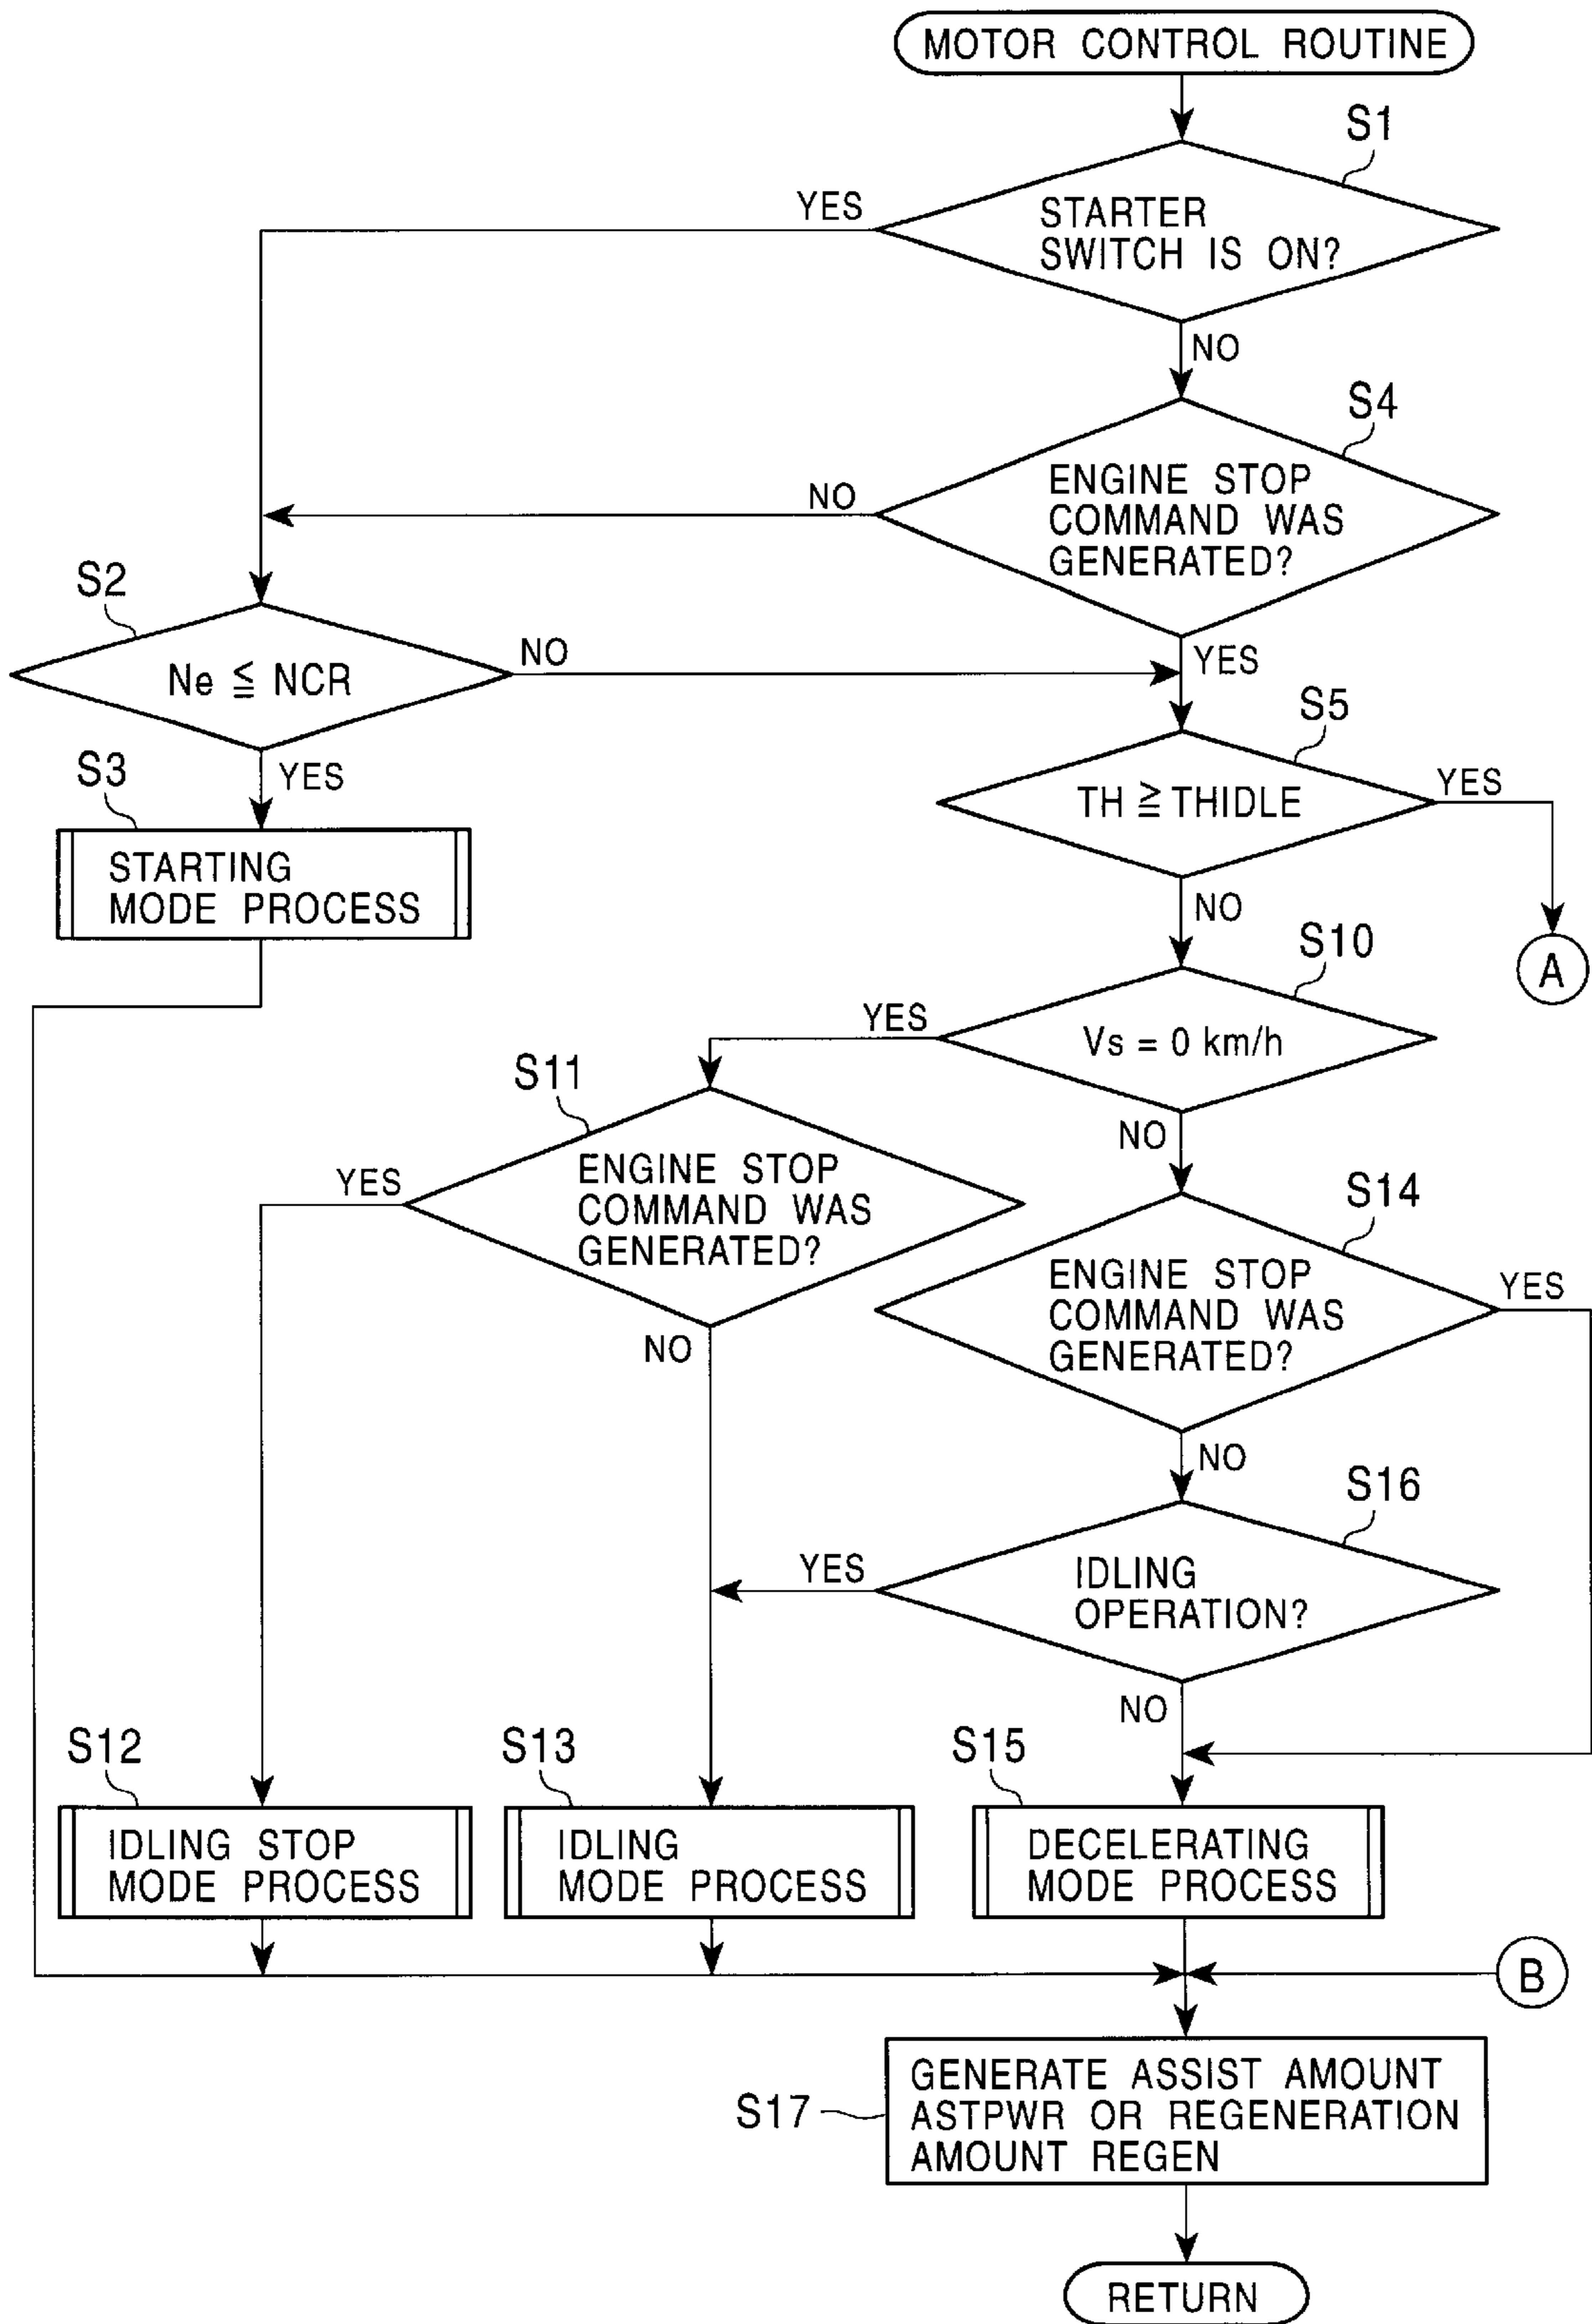 MOTOR CONTROL ROUTINE
S1
YES
STARTER
SWITCH IS ON?
NO
S4
NO
ENGINE STOP
COMMAND WAS
GENERATED?
S2
NO
YES
Ne ≦ NCR
S5
S3
YES
TH ≧ THIDLE
YES
STARTING
MODE PROCESS
NO
S10
A
YES
Vs = 0 km/h
S11
NO
YES
ENGINE STOP
COMMAND WAS
GENERATED?
S14
ENGINE STOP
COMMAND WAS
GENERATED?
YES
NO
NO
S16
YES
IDLING
OPERATION?
NO
S12
S13
S15
IDLING STOP
MODE PROCESS
IDLING
MODE PROCESS
DECELERATING
MODE PROCESS
B
S17
GENERATE ASSIST AMOUNT
ASTPWR OR REGENERATION
AMOUNT REGEN
RETURN